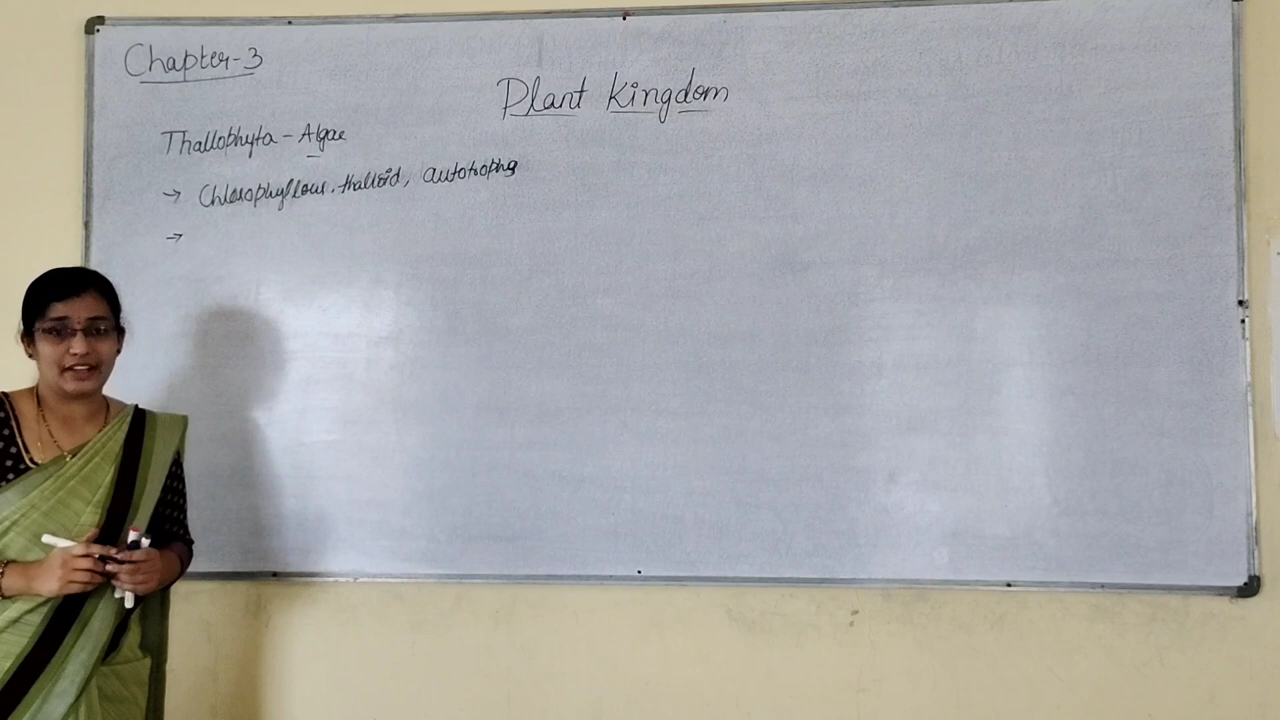 Chapter-3
Plant Kingdom
Thallophyta - Algae
→ Chlorophyllous, thalloid, autotrophs
→